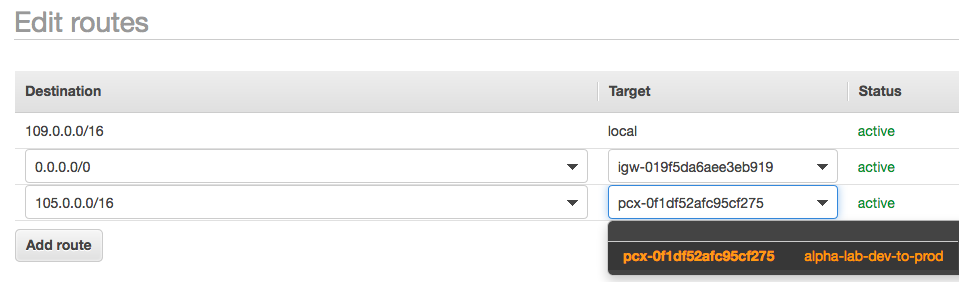 Edit routes
Destination Target Status
109.0.0.0/16 local active
0.0.0.0/0 igw-019f5da6aee3eb919 active
105.0.0.0/16 pcx-0f1df52afc95cf275 active
Add route
pcx-0f1df52afc95cf275 alpha-lab-dev-to-prod